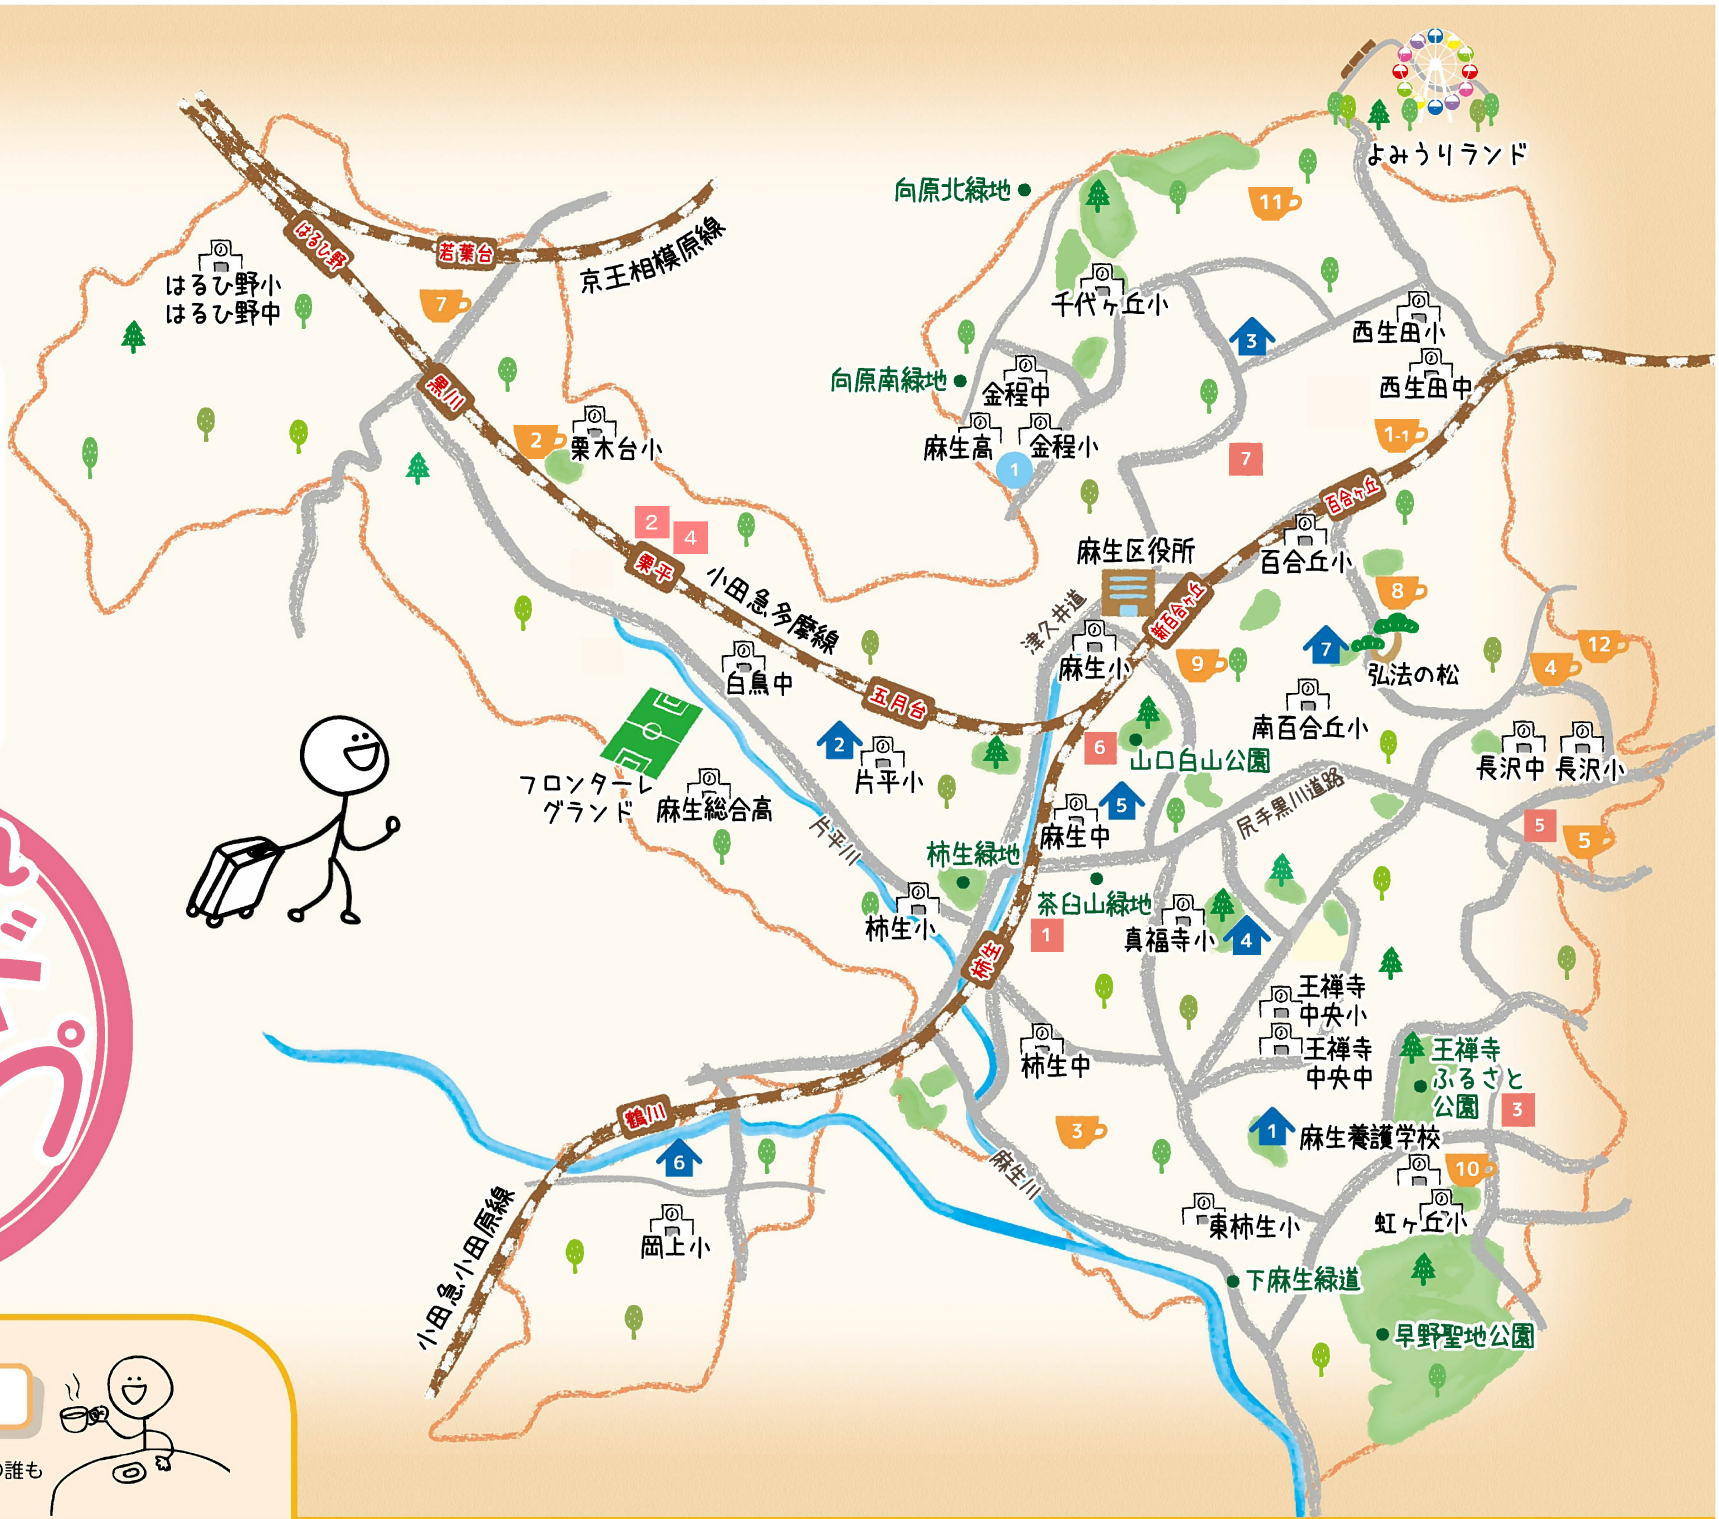 よみうりランド
向原北緑地
11
はるひ野
若葉台
京王相模原線
はるひ野小
はるひ野中
7
千代ヶ丘小
西生田小
3
西生田中
向原南緑地
金程中
黒川
2
栗木台小
麻生高
金程小
1
1-1
7
百合ヶ丘
2
4
栗平
小田急多摩線
麻生区役所
百合丘小
津久井道
新百合ヶ丘
8
麻生小
9
7
弘法の松
12
4
白鳥中
五月台
南百合丘小
2
片平小
6
山口白山公園
長沢中
長沢小
フロンターレ
グランド
麻生総合高
5
麻生中
尻手黒川道路
片平川
柿生緑地
5
5
茶臼山緑地
柿生小
1
真福寺小
4
柿生
王禅寺
中央小
王禅寺
中央中
柿生中
王禅寺
ふるさと
公園
3
鶴川
3
1
麻生養護学校
6
10
麻生川
小田急小田原線
岡上小
東柿生小
虹ヶ丘小
下麻生緑道
早野聖地公園
誰も